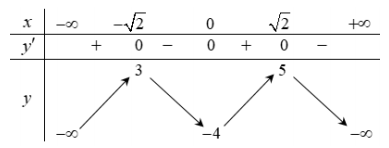 x −∞ −√2 0 √2 +∞
y′ + 0 − 0 + 0 −
3 5
y
−∞ −4 −∞